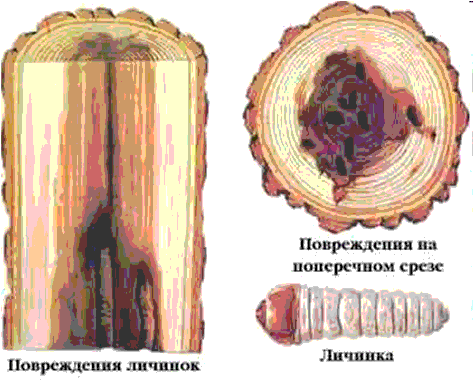 Повреждения на
поперечном срезе
Личинка
Повреждения личинок